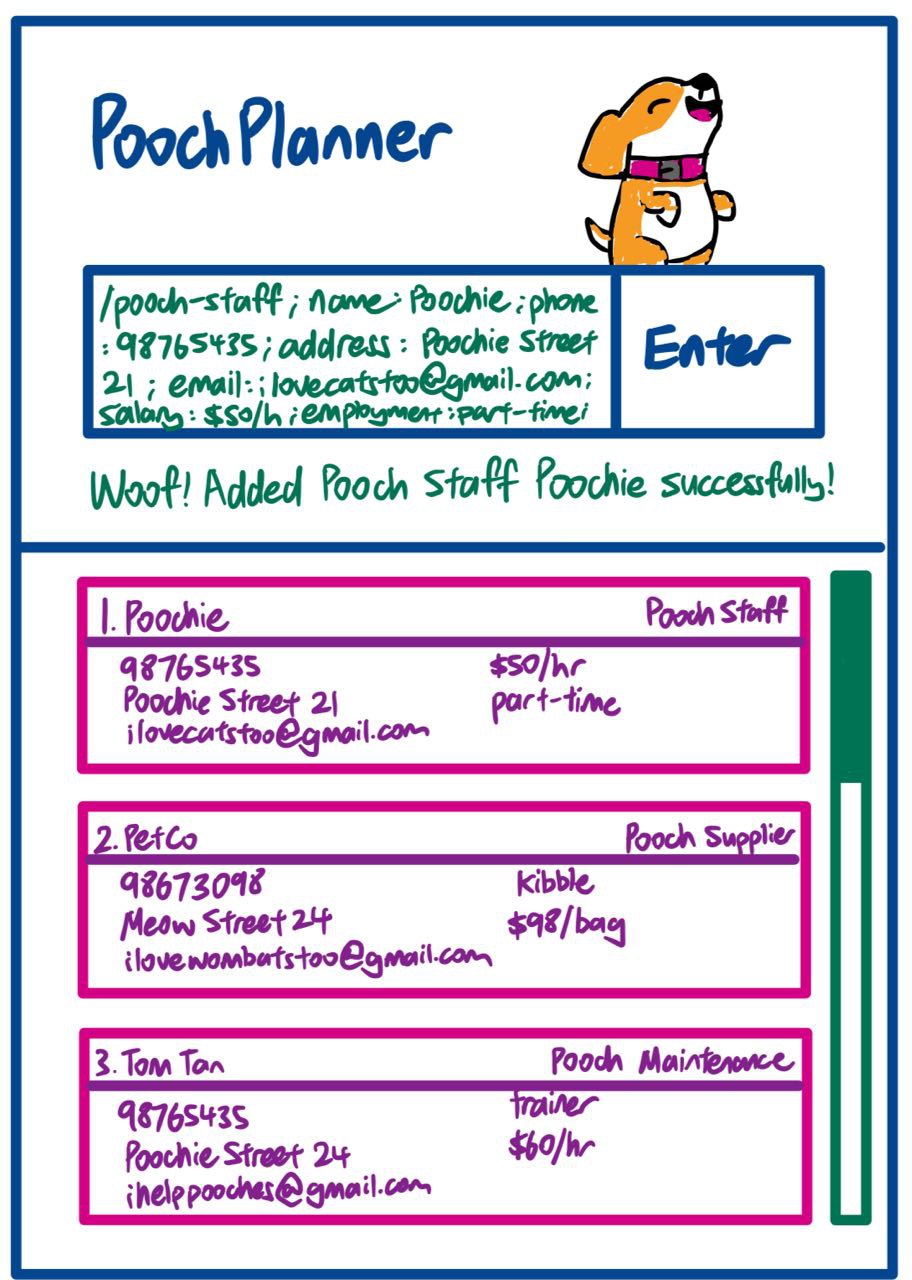 PoochPlanner
/pooch-staff ; name : Poochie ; phone
: 98765435 ; address : Poochie Street
21 ; email : ilovecatstoo@gmail.com ;
salary : $50/h ; employment : part-time ;
Enter
Woof! Added Pooch Staff Poochie successfully!
1. Poochie
Pooch Staff
98765435
$50/hr
Poochie Street 21
part-time
ilovecatstoo@gmail.com
2. PetCo
Pooch Supplier
98673098
Kibble
Meow Street 24
$98/bag
ilovewombatstoo@gmail.com
3. Tom Tan
Pooch Maintenance
98765435
trainer
Poochie Street 24
$60/hr
ihelppooches@gmail.com